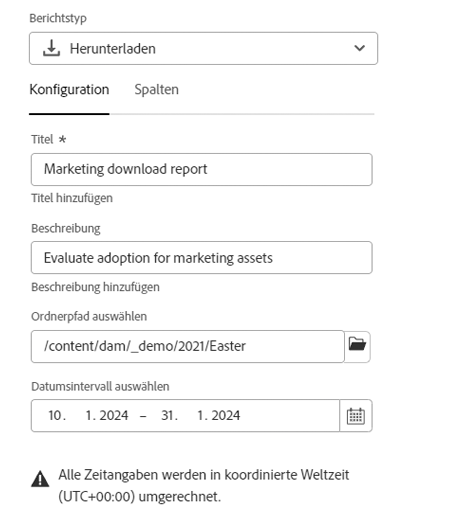 Berichtstyp
Herunterladen
Konfiguration Spalten
Titel *
Marketing download report
Titel hinzufügen
Beschreibung
Evaluate adoption for marketing assets
Beschreibung hinzufügen
Ordnerpfad auswählen
/content/dam/_demo/2021/Easter
Datumsintervall auswählen
10. 1. 2024 – 31. 1. 2024
Alle Zeitangaben werden in koordinierte Weltzeit
(UTC+00:00) umgerechnet.